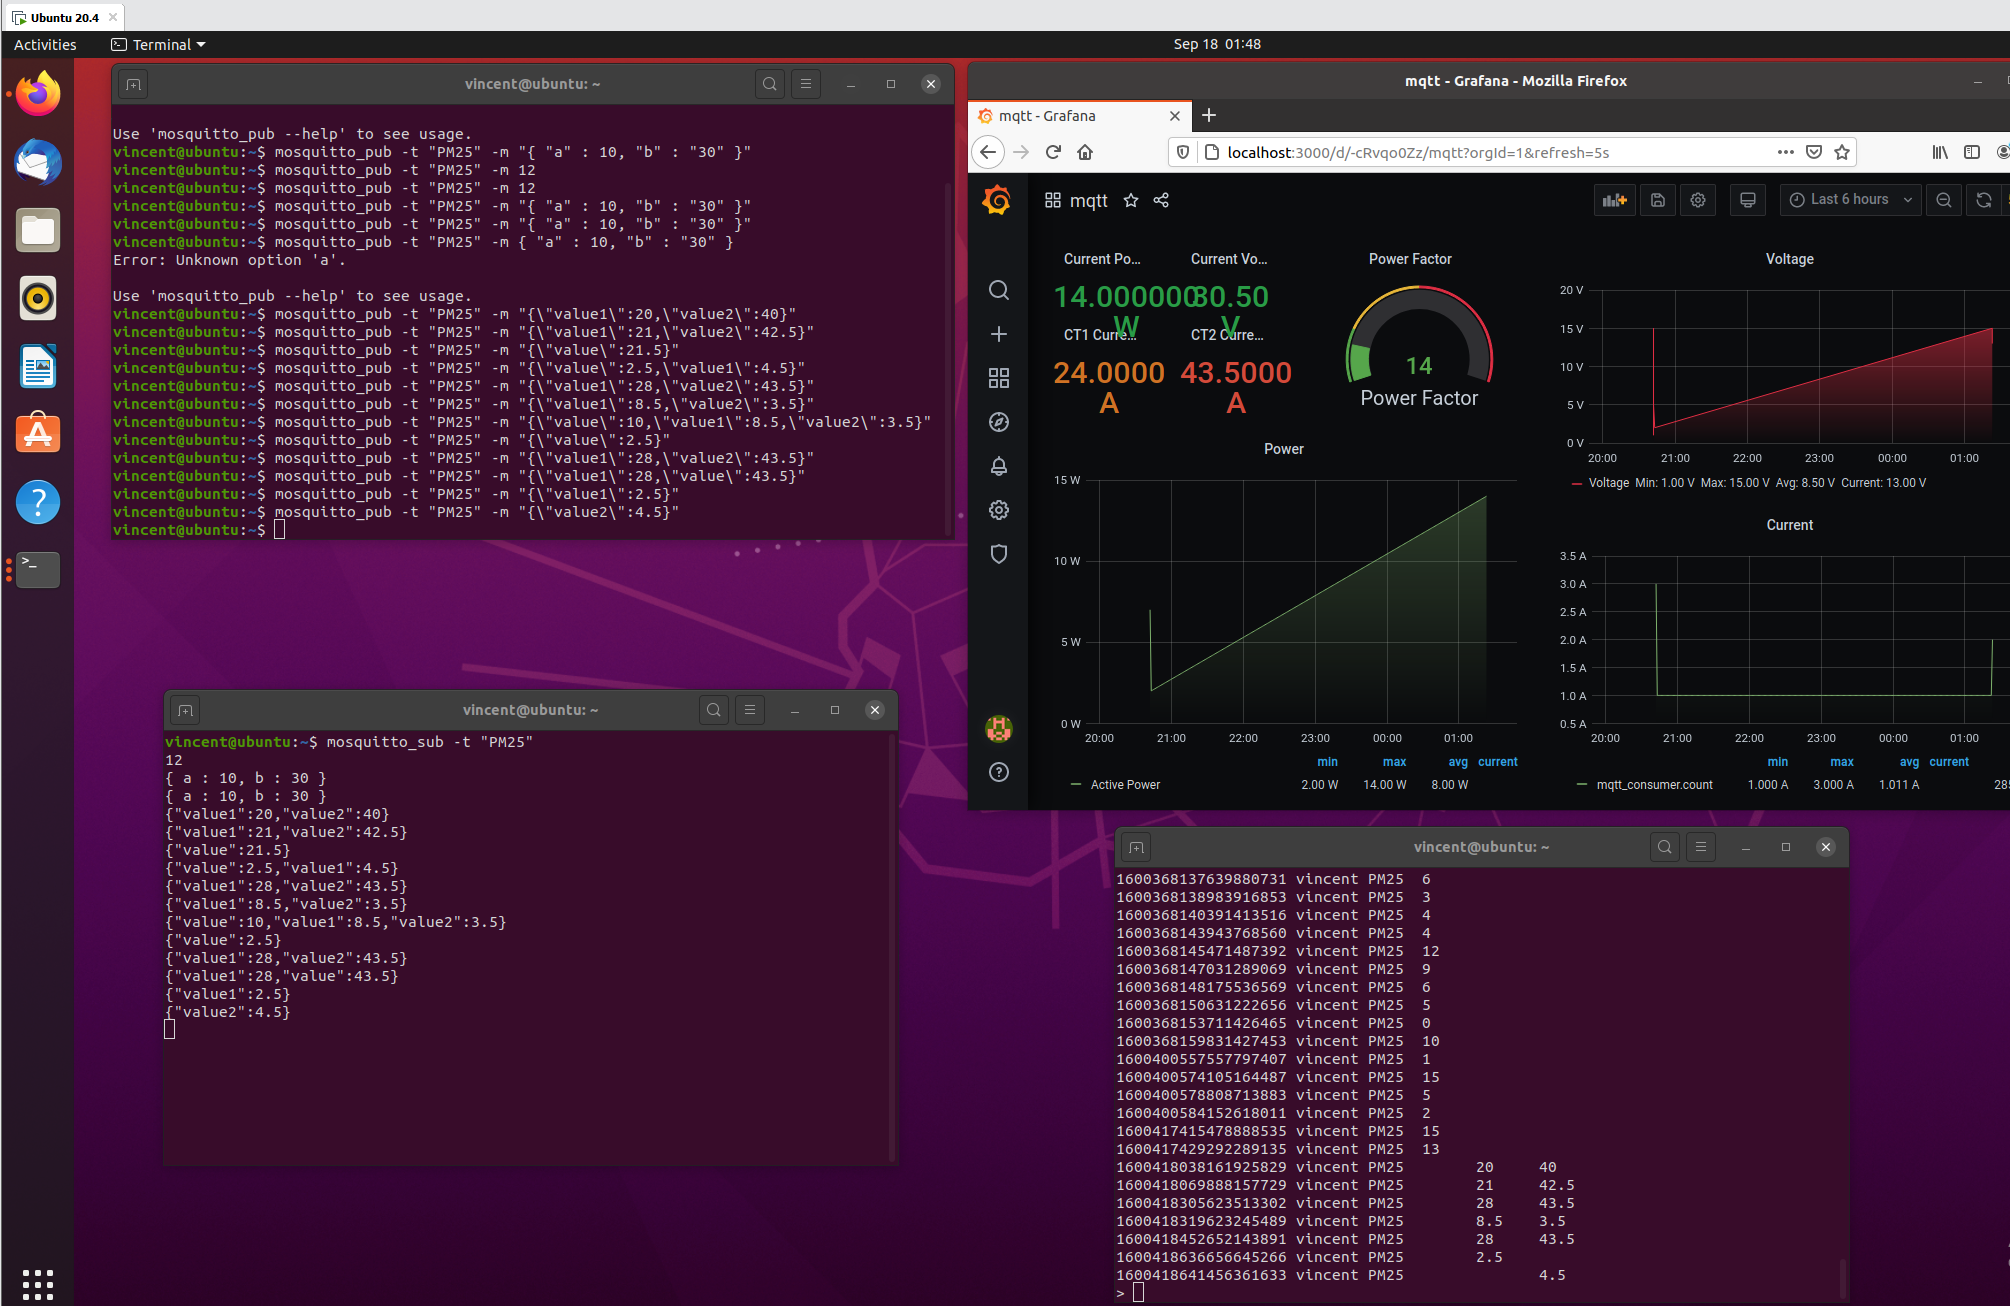 Ubuntu 20.4
Activities
Terminal
Sep 18 01:48
vincent@ubuntu: ~
Use 'mosquitto_pub --help' to see usage.
vincent@ubuntu:~$ mosquitto_pub -t "PM25" -m "{ "a" : 10, "b" : "30" }"
vincent@ubuntu:~$ mosquitto_pub -t "PM25" -m 12
vincent@ubuntu:~$ mosquitto_pub -t "PM25" -m 12
vincent@ubuntu:~$ mosquitto_pub -t "PM25" -m "{ "a" : 10, "b" : "30" }"
vincent@ubuntu:~$ mosquitto_pub -t "PM25" -m "{ "a" : 10, "b" : "30" }"
vincent@ubuntu:~$ mosquitto_pub -t "PM25" -m { "a" : 10, "b" : "30" }
Error: Unknown option 'a'.
Use 'mosquitto_pub --help' to see usage.
vincent@ubuntu:~$ mosquitto_pub -t "PM25" -m "{\"value1\":20,\"value2\":40}"
vincent@ubuntu:~$ mosquitto_pub -t "PM25" -m "{\"value1\":21,\"value2\":42.5}"
vincent@ubuntu:~$ mosquitto_pub -t "PM25" -m "{\"value\":21.5}"
vincent@ubuntu:~$ mosquitto_pub -t "PM25" -m "{\"value\":2.5,\"value1\":4.5}"
vincent@ubuntu:~$ mosquitto_pub -t "PM25" -m "{\"value1\":28,\"value2\":43.5}"
vincent@ubuntu:~$ mosquitto_pub -t "PM25" -m "{\"value1\":8.5,\"value2\":3.5}"
vincent@ubuntu:~$ mosquitto_pub -t "PM25" -m "{\"value\":10,\"value1\":8.5,\"value2\":3.5}"
vincent@ubuntu:~$ mosquitto_pub -t "PM25" -m "{\"value\":2.5}"
vincent@ubuntu:~$ mosquitto_pub -t "PM25" -m "{\"value1\":28,\"value2\":43.5}"
vincent@ubuntu:~$ mosquitto_pub -t "PM25" -m "{\"value1\":28,\"value\":43.5}"
vincent@ubuntu:~$ mosquitto_pub -t "PM25" -m "{\"value1\":2.5}"
vincent@ubuntu:~$ mosquitto_pub -t "PM25" -m "{\"value2\":4.5}"
vincent@ubuntu:~$
mqtt - Grafana - Mozilla Firefox
mqtt - Grafana
localhost:3000/d/-cRvqo0Zz/mqtt?orgId=1&refresh=5s
mqtt
Last 6 hours
Current Po...
14.000000
W
Current Vo...
30.50
V
CT1 Curre...
24.0000
A
CT2 Curre...
43.5000
A
Power Factor
14
Power Factor
Voltage
20 V
15 V
10 V
5 V
0 V
20:00 21:00 22:00 23:00 00:00 01:00
Voltage Min: 1.00 V Max: 15.00 V Avg: 8.50 V Current: 13.00 V
Power
15 W
10 W
5 W
0 W
20:00 21:00 22:00 23:00 00:00 01:00
min max avg current
Active Power 2.00 W 14.00 W 8.00 W
Current
3.5 A
3.0 A
2.5 A
2.0 A
1.5 A
1.0 A
0.5 A
20:00 21:00 22:00 23:00 00:00 01:00
min max avg current
mqtt_consumer.count 1.000 A 3.000 A 1.011 A
vincent@ubuntu: ~
vincent@ubuntu:~$ mosquitto_sub -t "PM25"
12
{ a : 10, b : 30 }
{ a : 10, b : 30 }
{"value1":20,"value2":40}
{"value1":21,"value2":42.5}
{"value":21.5}
{"value":2.5,"value1":4.5}
{"value1":28,"value2":43.5}
{"value1":8.5,"value2":3.5}
{"value":10,"value1":8.5,"value2":3.5}
{"value":2.5}
{"value1":28,"value2":43.5}
{"value1":28,"value":43.5}
{"value1":2.5}
{"value2":4.5}
vincent@ubuntu: ~
1600368137639880731 vincent PM25 6
1600368138983916853 vincent PM25 3
1600368140391413516 vincent PM25 4
1600368143943768560 vincent PM25 4
1600368145471487392 vincent PM25 12
1600368147031289069 vincent PM25 9
1600368148175536569 vincent PM25 6
1600368150631222656 vincent PM25 5
1600368153711426465 vincent PM25 0
1600368159831427453 vincent PM25 10
1600400557557797407 vincent PM25 1
1600400574105164487 vincent PM25 15
1600400578808713883 vincent PM25 5
1600400584152618011 vincent PM25 2
1600417415478888535 vincent PM25 15
1600417429292289135 vincent PM25 13
1600418038161925829 vincent PM25 20 40
1600418069888157729 vincent PM25 21 42.5
1600418305623513302 vincent PM25 28 43.5
1600418319623245489 vincent PM25 8.5 3.5
1600418452652143891 vincent PM25 28 43.5
1600418636656645266 vincent PM25 2.5
1600418641456361633 vincent PM25 4.5
>